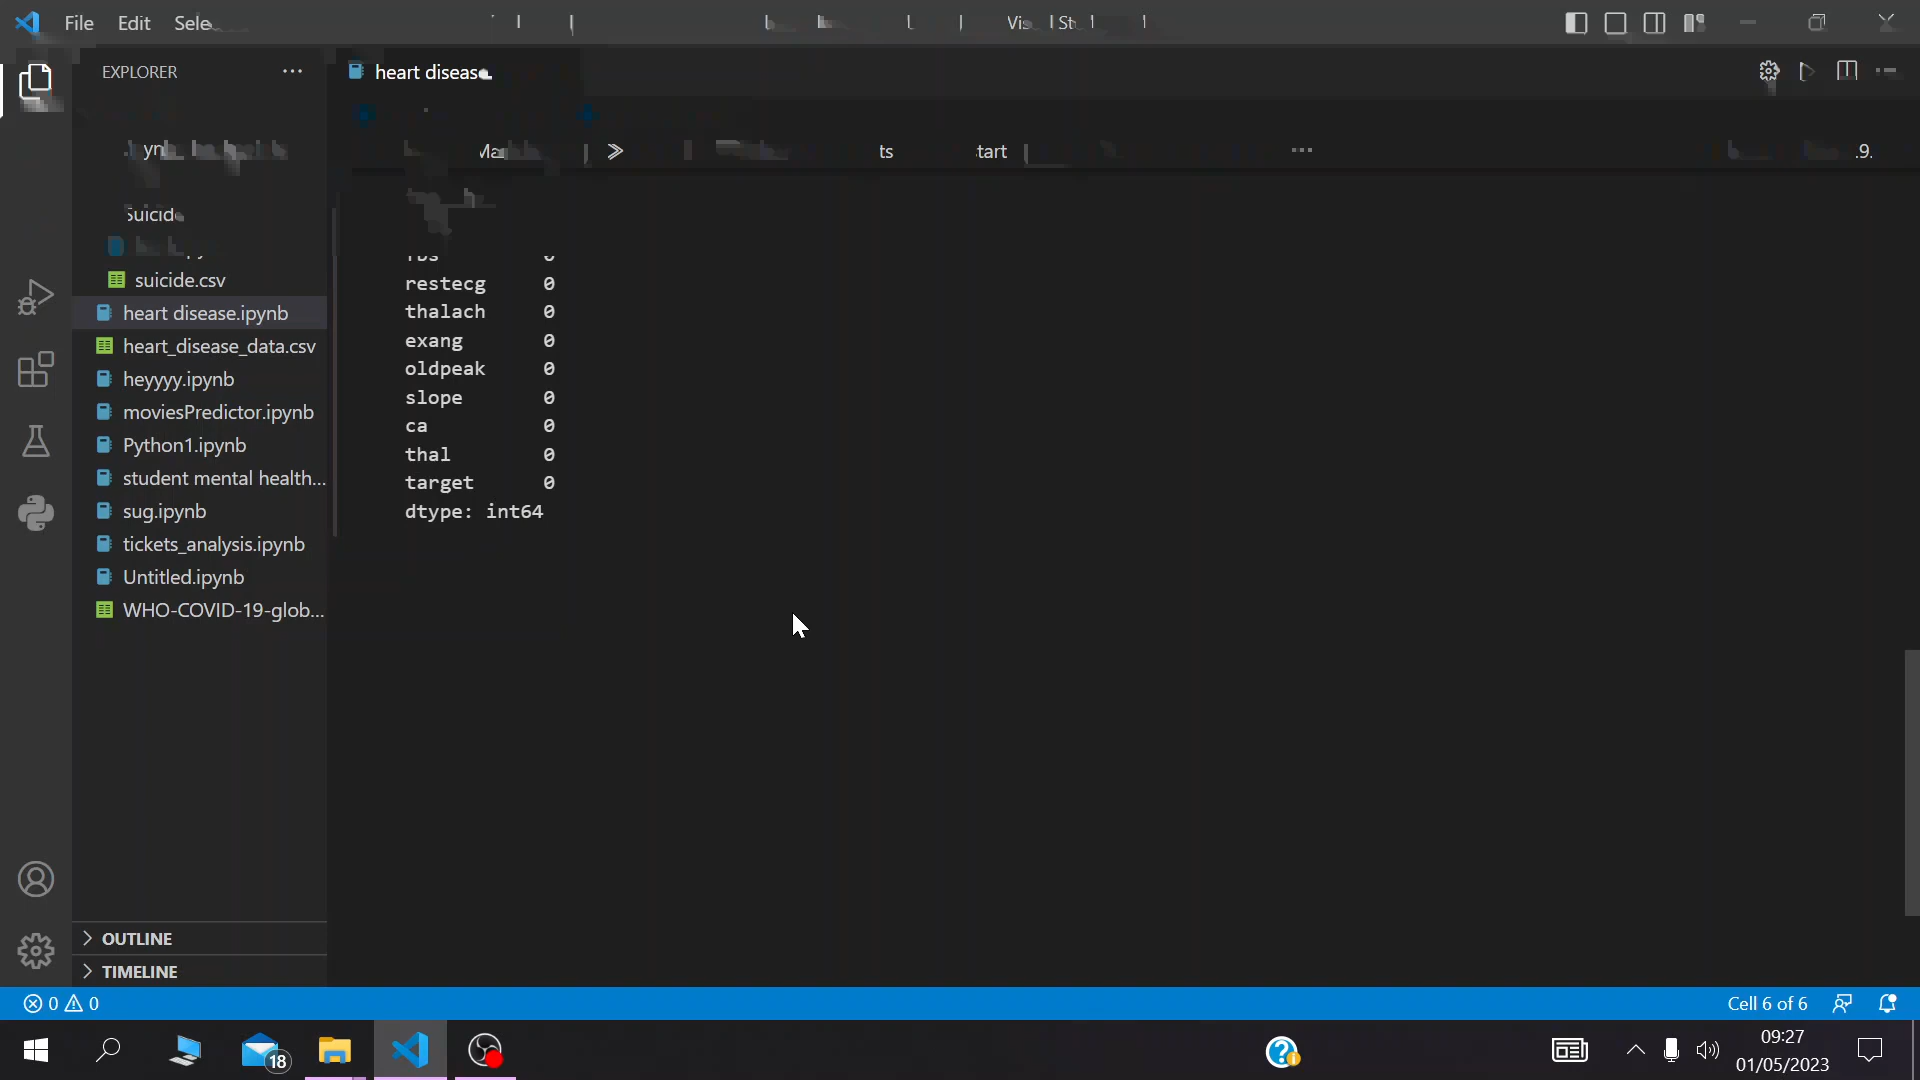 File Edit Sele
EXPLORER
heart disease
ts
tart
.9.
Suicide
suicide.csv
heart disease.ipynb
heart_disease_data.csv
heyyyy.ipynb
moviesPredictor.ipynb
Python1.ipynb
student mental health...
sug.ipynb
tickets_analysis.ipynb
Untitled.ipynb
WHO-COVID-19-glob...
restecg 0
thalach 0
exang 0
oldpeak 0
slope 0
ca 0
thal 0
target 0
dtype: int64
OUTLINE
TIMELINE
0 0
Cell 6 of 6
18
09:27
01/05/2023